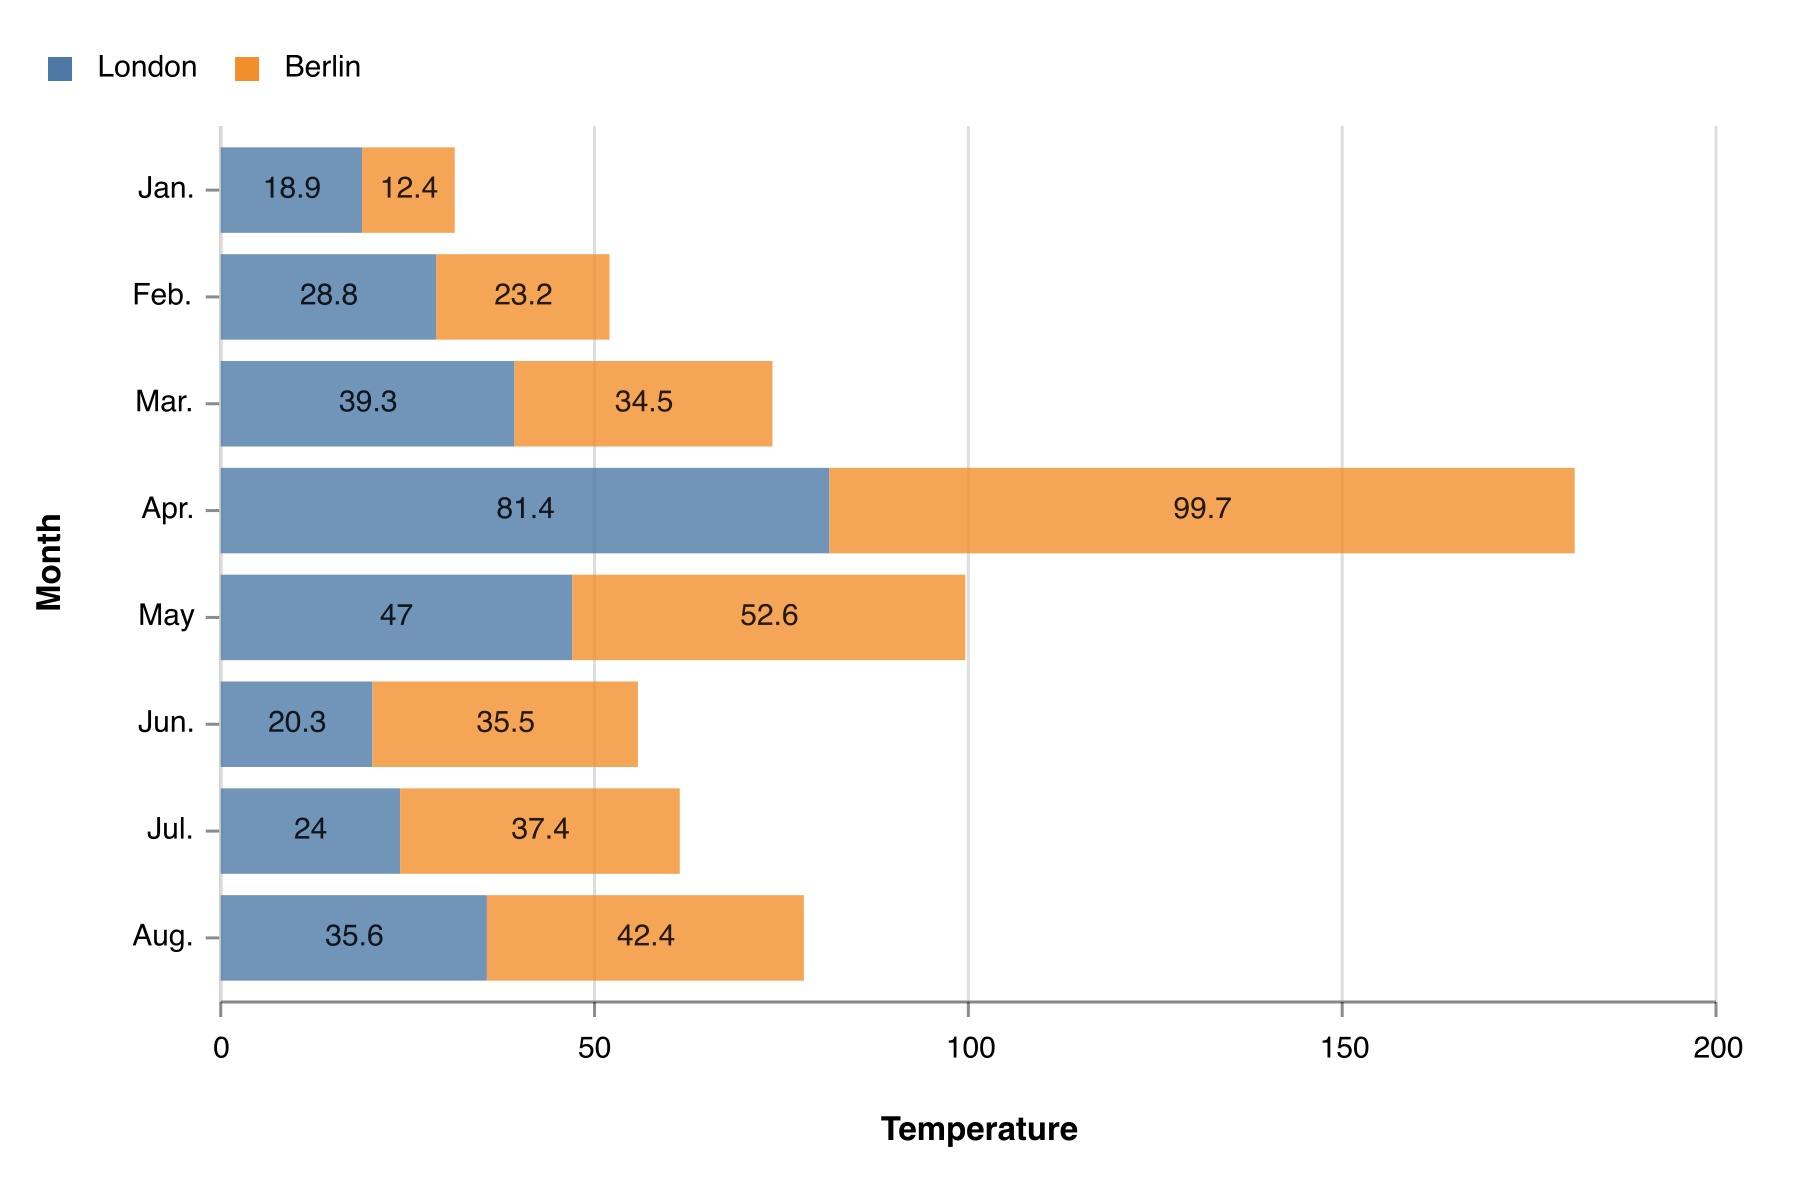 London Berlin
Jan. 18.9 12.4
Feb. 28.8 23.2
Mar. 39.3 34.5
Apr. 81.4 99.7
May 47 52.6
Jun. 20.3 35.5
Jul. 24 37.4
Aug. 35.6 42.4
Month
0 50 100 150 200
Temperature